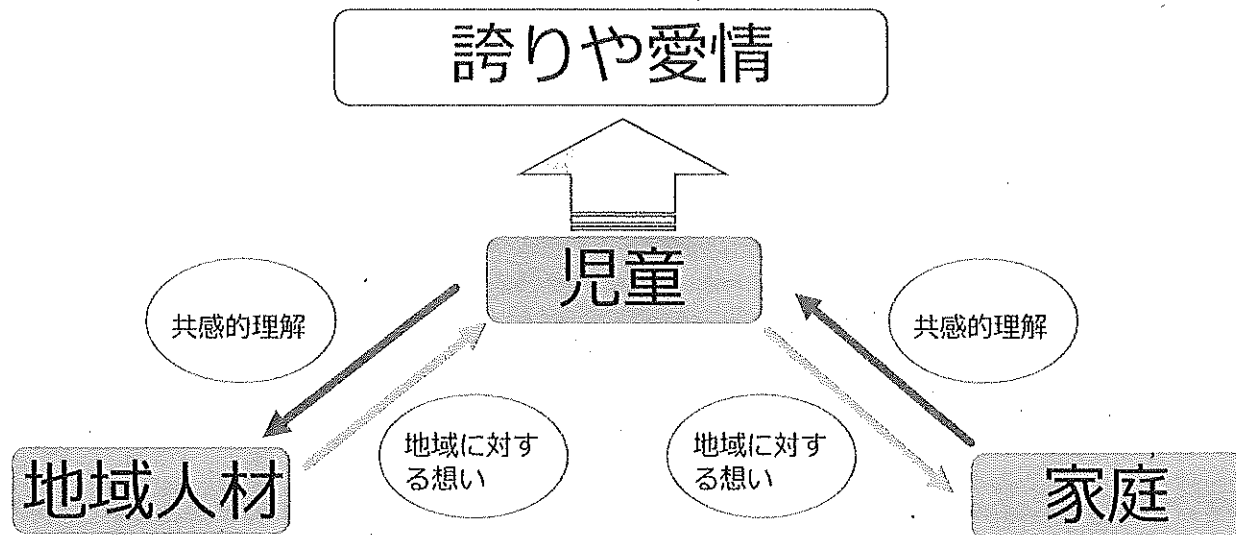 誇りや愛情
児童
共感的理解
共感的理解
地域に対す
る想い
地域に対す
る想い
地域人材
家庭